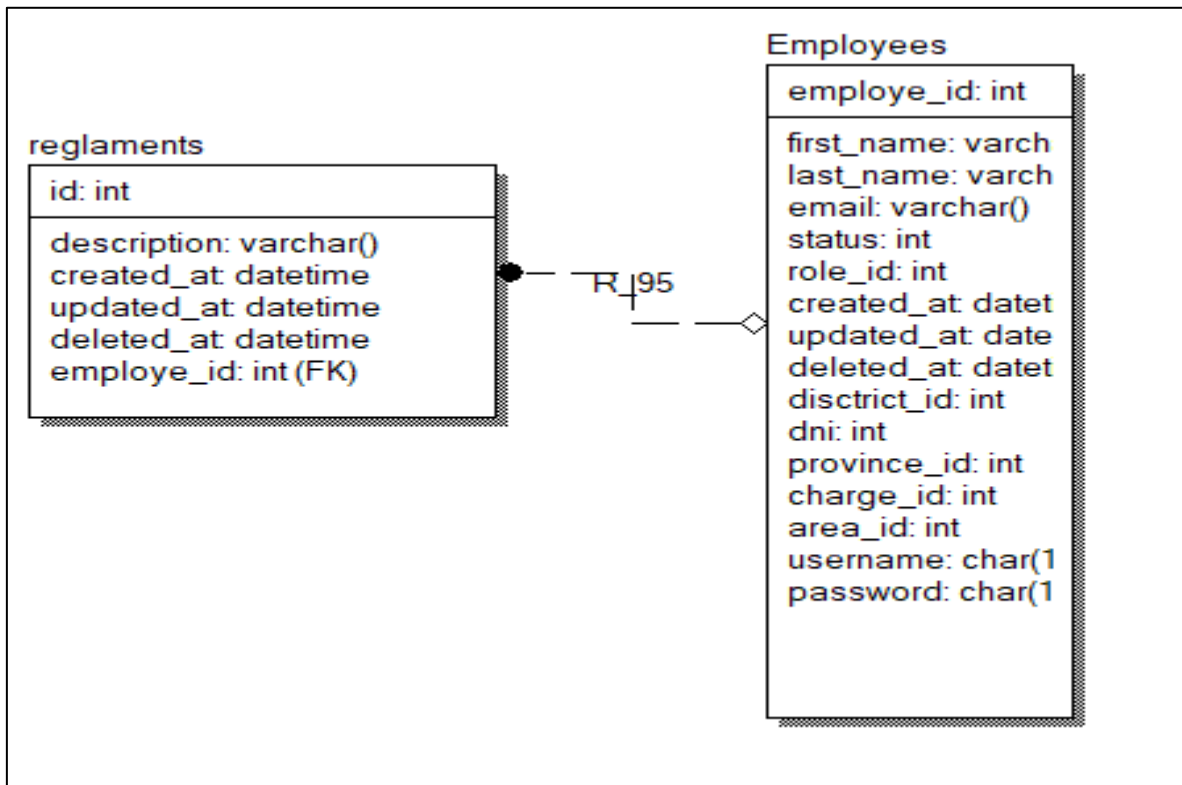 reglaments
id: int
description: varchar()
created_at: datetime
updated_at: datetime
deleted_at: datetime
employe_id: int (FK)
R_95
Employees
employe_id: int
first_name: varch
last_name: varch
email: varchar()
status: int
role_id: int
created_at: datet
updated_at: date
deleted_at: datet
disctrict_id: int
dni: int
province_id: int
charge_id: int
area_id: int
username: char(1
password: char(1